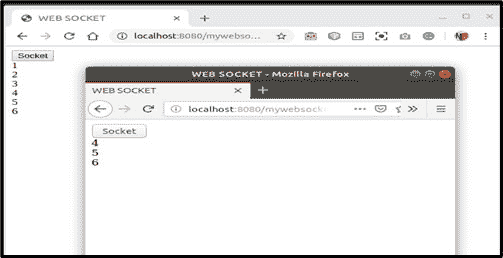 WEB SOCKET
localhost:8080/mywebso...
Socket
1
2
3
4
5
6
WEB SOCKET - Mozilla Firefox
WEB SOCKET
localhost:8080/mywebsock
Socket
4
5
6